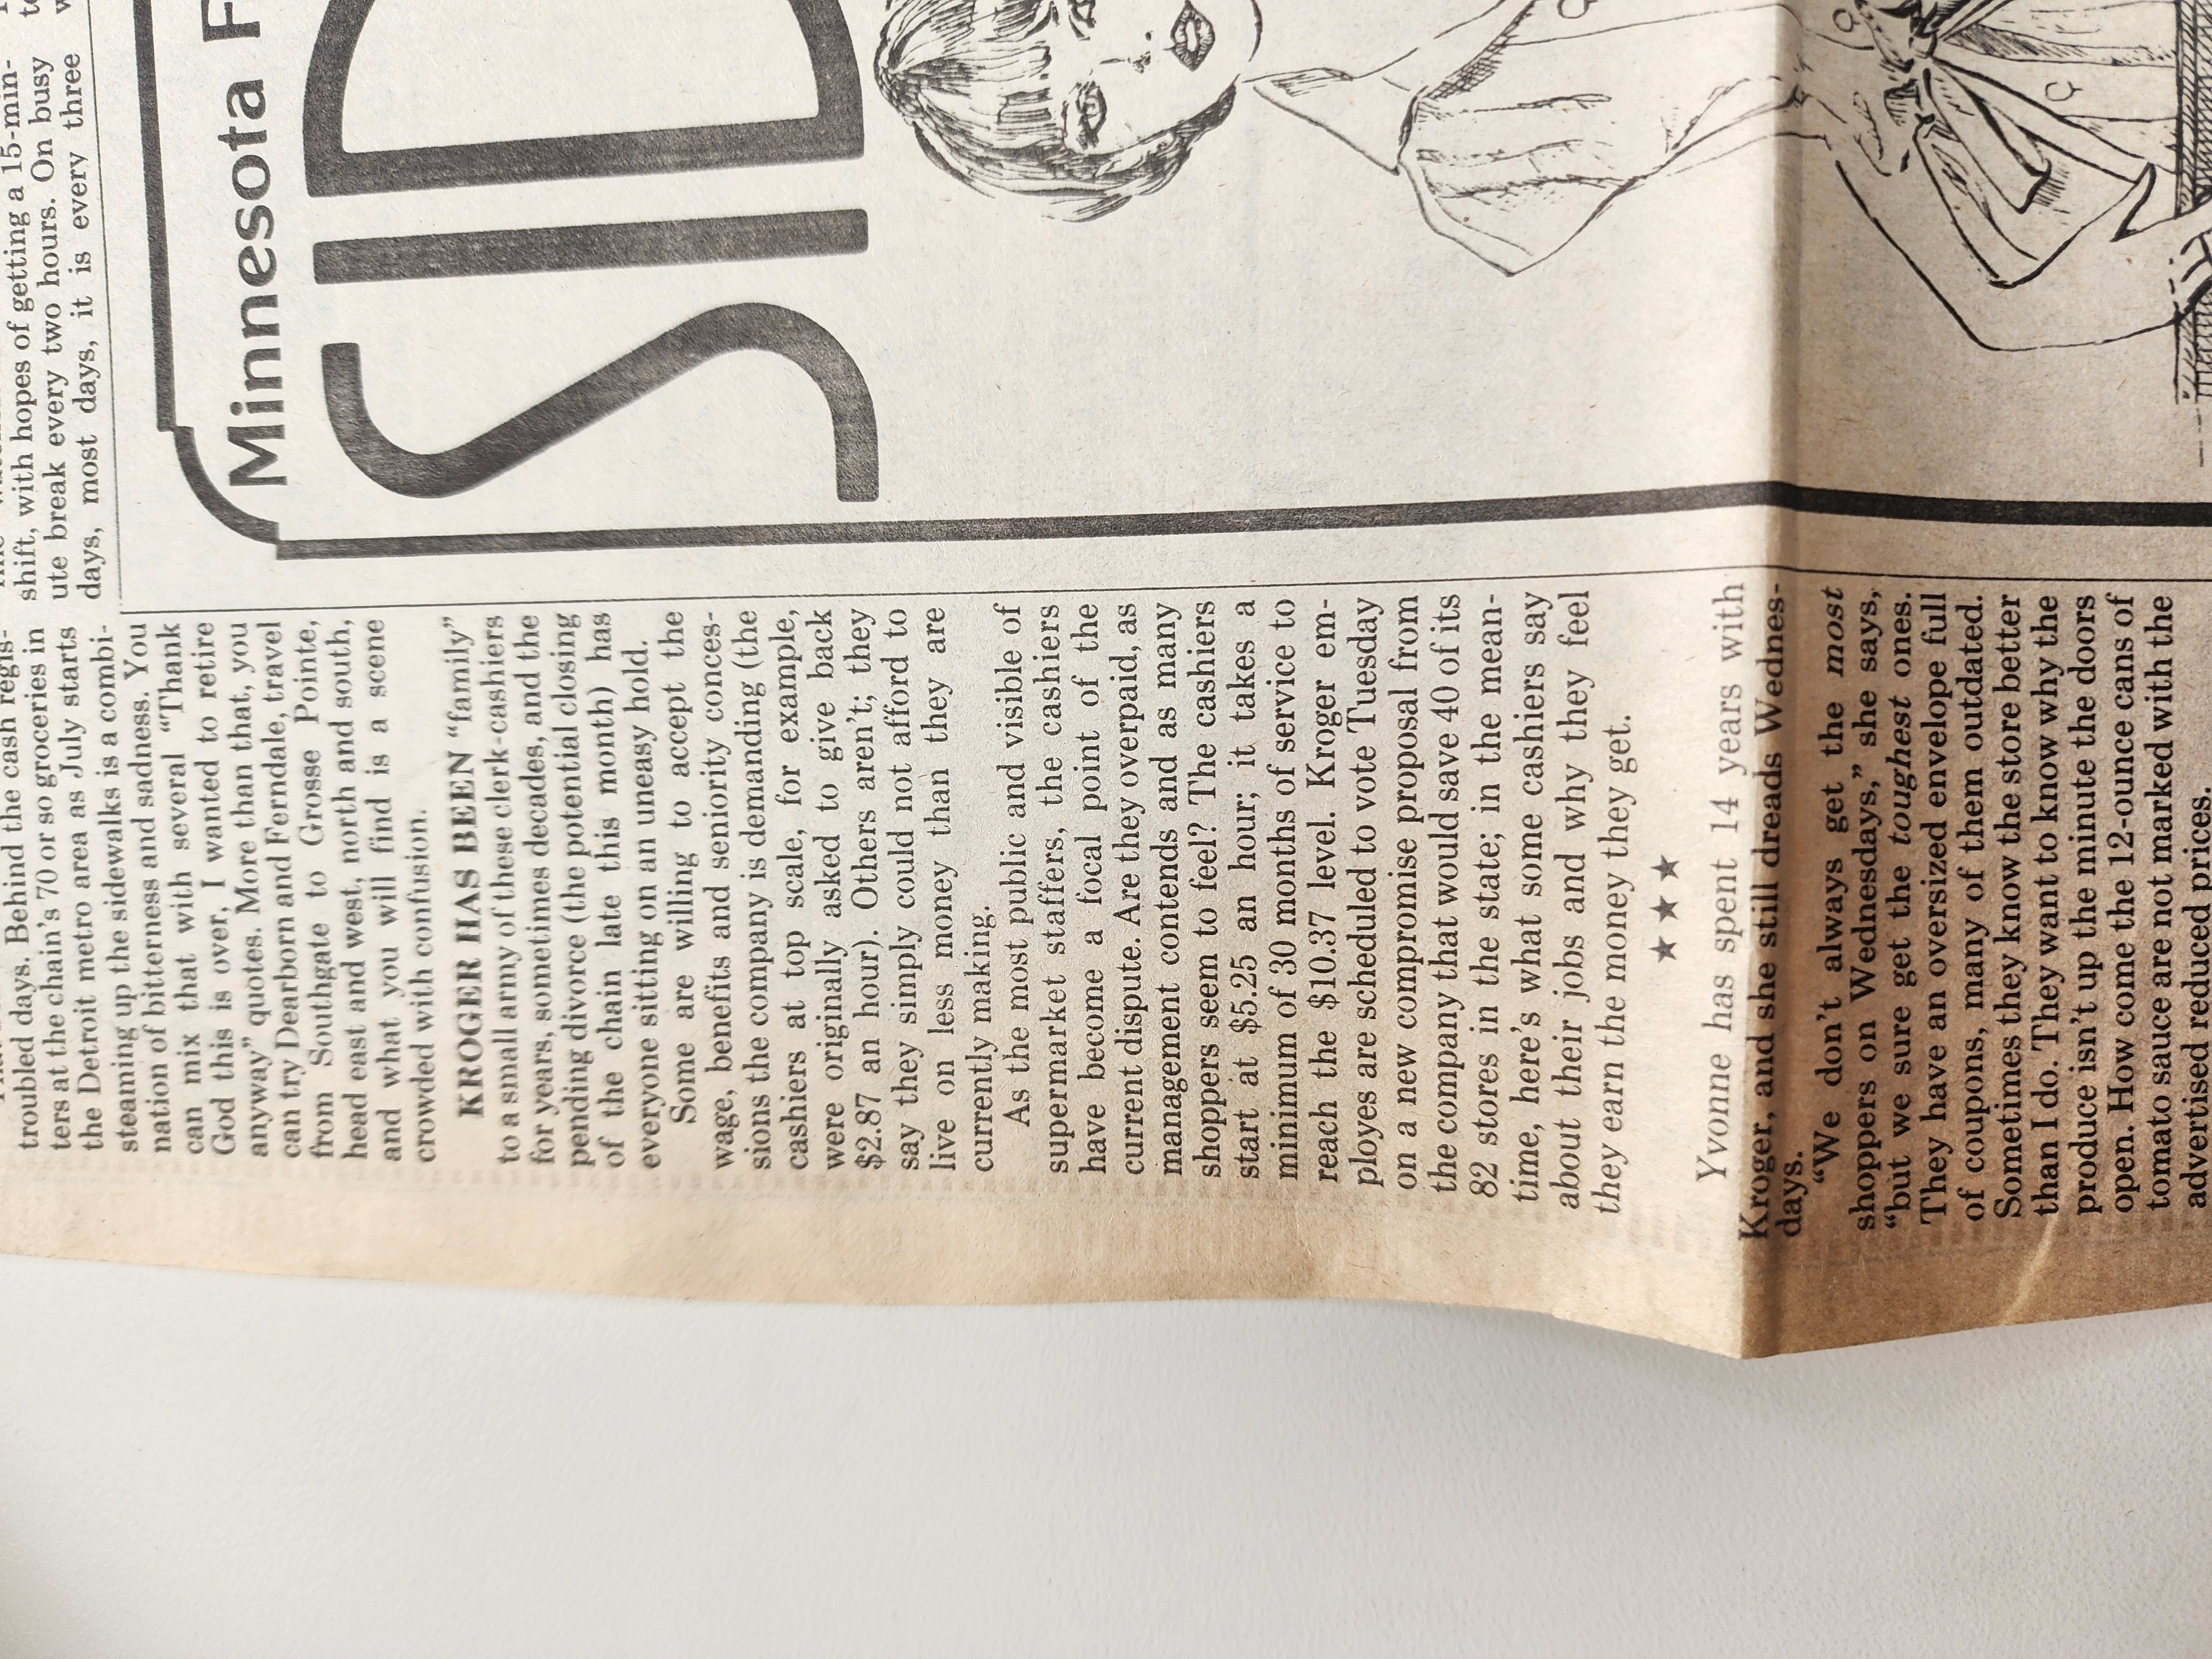 troubled days. Behind the cash regis-
ters at the chain's 70 or so groceries in
the Detroit metro area as July starts
steaming up the sidewalks is a combi-
nation of bitterness and sadness. You
can mix that with several “Thank
God this is over, I wanted to retire
anyway” quotes. More than that, you
can try Dearborn and Ferndale, travel
from Southgate to Grosse Pointe,
head east and west, north and south,
and what you will find is a scene
crowded with confusion.
KROGER HAS BEEN “family”
to a small army of these clerk-cashiers
for years, sometimes decades, and the
pending divorce (the potential closing
of the chain late this month) has
everyone sitting on an uneasy hold.
Some are willing to accept the
wage, benefits and seniority conces-
sions the company is demanding (the
cashiers at top scale, for example,
were originally asked to give back
$2.87 an hour). Others aren't; they
say they simply could not afford to
live on less money than they are
currently making.
As the most public and visible of
supermarket staffers, the cashiers
have become a focal point of the
current dispute. Are they overpaid, as
management contends and as many
shoppers seem to feel? The cashiers
start at $5.25 an hour; it takes a
minimum of 30 months of service to
reach the $10.37 level. Kroger em-
ployes are scheduled to vote Tuesday
on a new compromise proposal from
the company that would save 40 of its
82 stores in the state; in the mean-
time, here's what some cashiers say
about their jobs and why they feel
they earn the money they get.
★ ★ ★
Yvonne has spent 14 years with
Kroger, and she still dreads Wednes-
days.
“We don't always get the most
shoppers on Wednesdays,” she says,
“but we sure get the toughest ones.
They have an oversized envelope full
of coupons, many of them outdated.
Sometimes they know the store better
than I do. They want to know why the
produce isn't up the minute the doors
open. How come the 12-ounce cans of
tomato sauce are not marked with the
advertised reduced prices.
shift, with hopes of getting a 15-min-
ute break every two hours. On busy
days, most days, it is every three
Minnesota F
SID